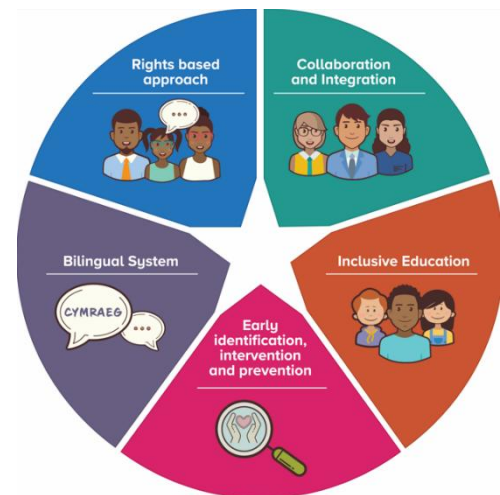 Rights based
approach
Collaboration
and Integration
Bilingual System
CYMRAEG
Inclusive Education
Early
identification,
intervention
and prevention